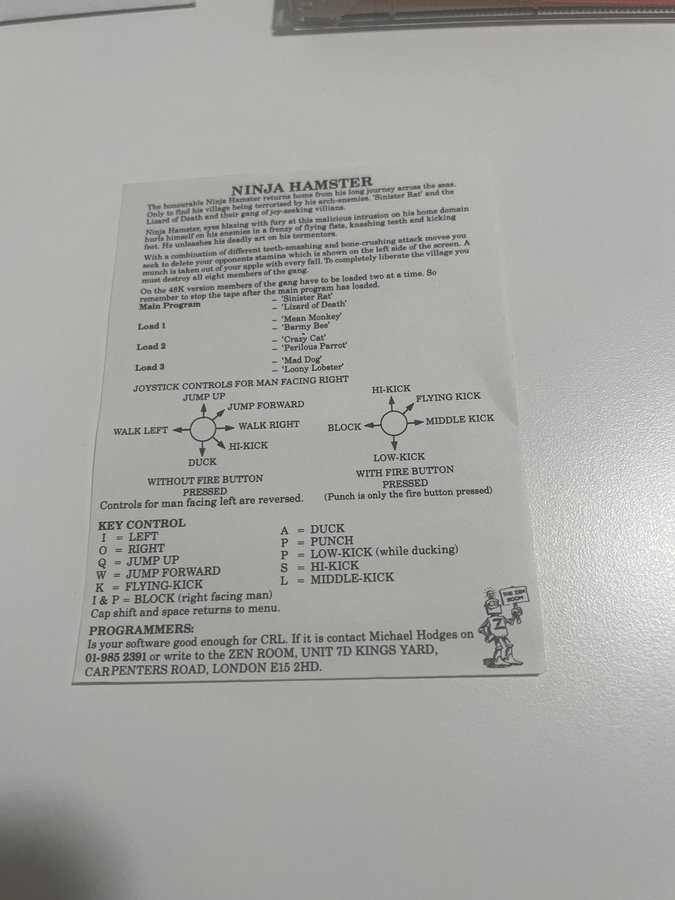 NINJA HAMSTER
The honourable Ninja Hamster returns home from his long journey across the seas.
Only to find his village being terrorised by his arch-enemies. 'Sinister Rat' and the
Lizard of Death and their gang of joy-seeking villians.
Ninja Hamster, eyes blazing with fury at this malicious intrusion on his home domain
hurls himself on his enemies in a frenzy of flying fists, knashing teeth and kicking
feet. He unleashes his deadly art on his tormentors.
With a combination of different teeth-smashing and bone-crushing attack moves you
seek to delete your opponents stamina which is shown on the left side of the screen. A
munch is taken out of your apple with every fall. To completely liberate the village you
must destroy all eight members of the gang.
On the 48K version members of the gang have to be loaded two at a time. So
remember to stop the tape after the main program has loaded.
Main Program – 'Sinister Rat'
– 'Lizard of Death'
Load 1 – 'Mean Monkey'
– 'Barmy Bee'
Load 2 – 'Crazy Cat'
– 'Perilous Parrot'
Load 3 – 'Mad Dog'
– 'Loony Lobster'
JOYSTICK CONTROLS FOR MAN FACING RIGHT
JUMP UP
JUMP FORWARD
WALK LEFT
WALK RIGHT
HI-KICK
DUCK
WITHOUT FIRE BUTTON
PRESSED
Controls for man facing left are reversed.
HI-KICK
FLYING KICK
BLOCK
MIDDLE KICK
LOW-KICK
WITH FIRE BUTTON
PRESSED
(Punch is only the fire button pressed)
KEY CONTROL
I = LEFT
O = RIGHT
Q = JUMP UP
W = JUMP FORWARD
K = FLYING-KICK
I & P = BLOCK (right facing man)
Cap shift and space returns to menu.
A = DUCK
P = PUNCH
P = LOW-KICK (while ducking)
S = HI-KICK
L = MIDDLE-KICK
PROGRAMMERS:
Is your software good enough for CRL. If it is contact Michael Hodges on
01-985 2391 or write to the ZEN ROOM, UNIT 7D KINGS YARD,
CARPENTERS ROAD, LONDON E15 2HD.
THE ZEN
ROOM
Z